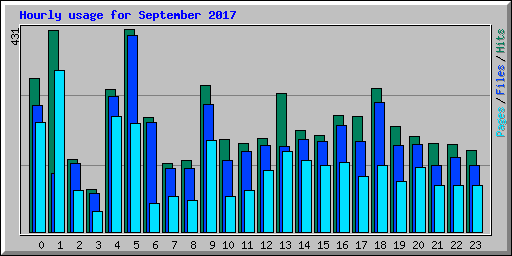 Hourly usage for September 2017
431
Pages/Files/Hits
0 1 2 3 4 5 6 7 8 9 10 11 12 13 14 15 16 17 18 19 20 21 22 23